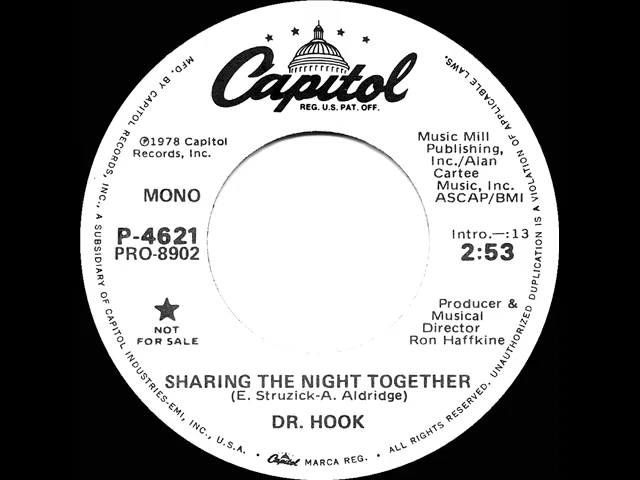 Capitol
REG. U.S. PAT. OFF.
MFD. BY CAPITOL RECORDS, INC., A SUBSIDIARY OF CAPITOL INDUSTRIES-EMI, INC., U.S.A. • Capitol MARCA REG. • ALL RIGHTS RESERVED. UNAUTHORIZED DUPLICATION IS A VIOLATION OF APPLICABLE LAWS.
℗1978 Capitol
Records, Inc.
MONO
P-4621
PRO-8902
NOT
FOR SALE
Music Mill
Publishing,
Inc./Alan
Cartee
Music, Inc.
ASCAP/BMI
Intro.—:13
2:53
Producer &
Musical
Director
Ron Haffkine
SHARING THE NIGHT TOGETHER
(E. Struzick-A. Aldridge)
DR. HOOK